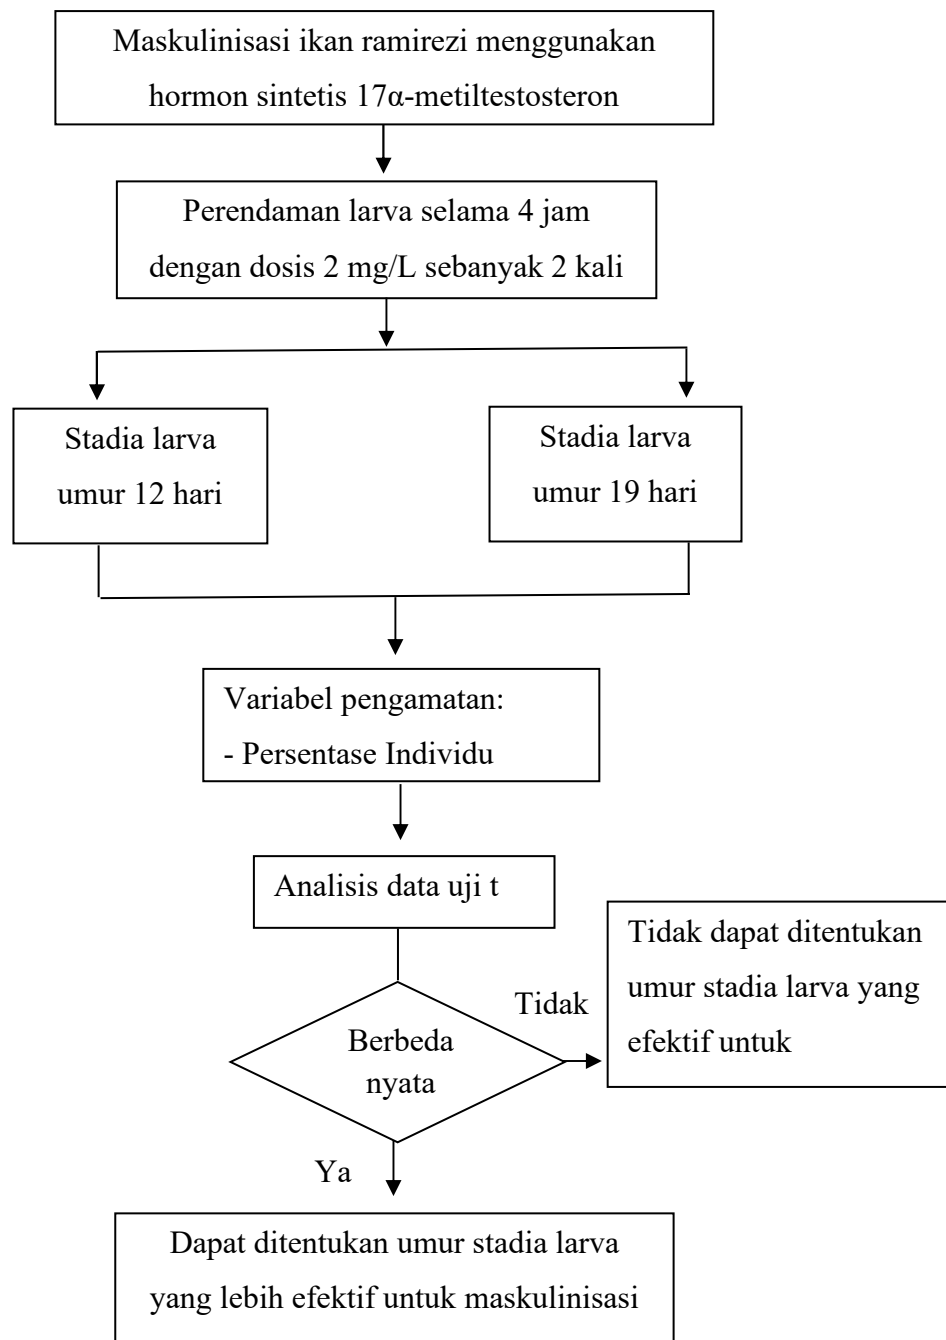 Maskulinisasi ikan ramirezi menggunakan
hormon sintetis 17α-metiltestosteron
Perendaman larva selama 4 jam
dengan dosis 2 mg/L sebanyak 2 kali
Stadia larva
umur 12 hari
Stadia larva
umur 19 hari
Variabel pengamatan:
- Persentase Individu
Analisis data uji t
Berbeda
nyata
Tidak
Tidak dapat ditentukan
umur stadia larva yang
efektif untuk
Ya
Dapat ditentukan umur stadia larva
yang lebih efektif untuk maskulinisasi